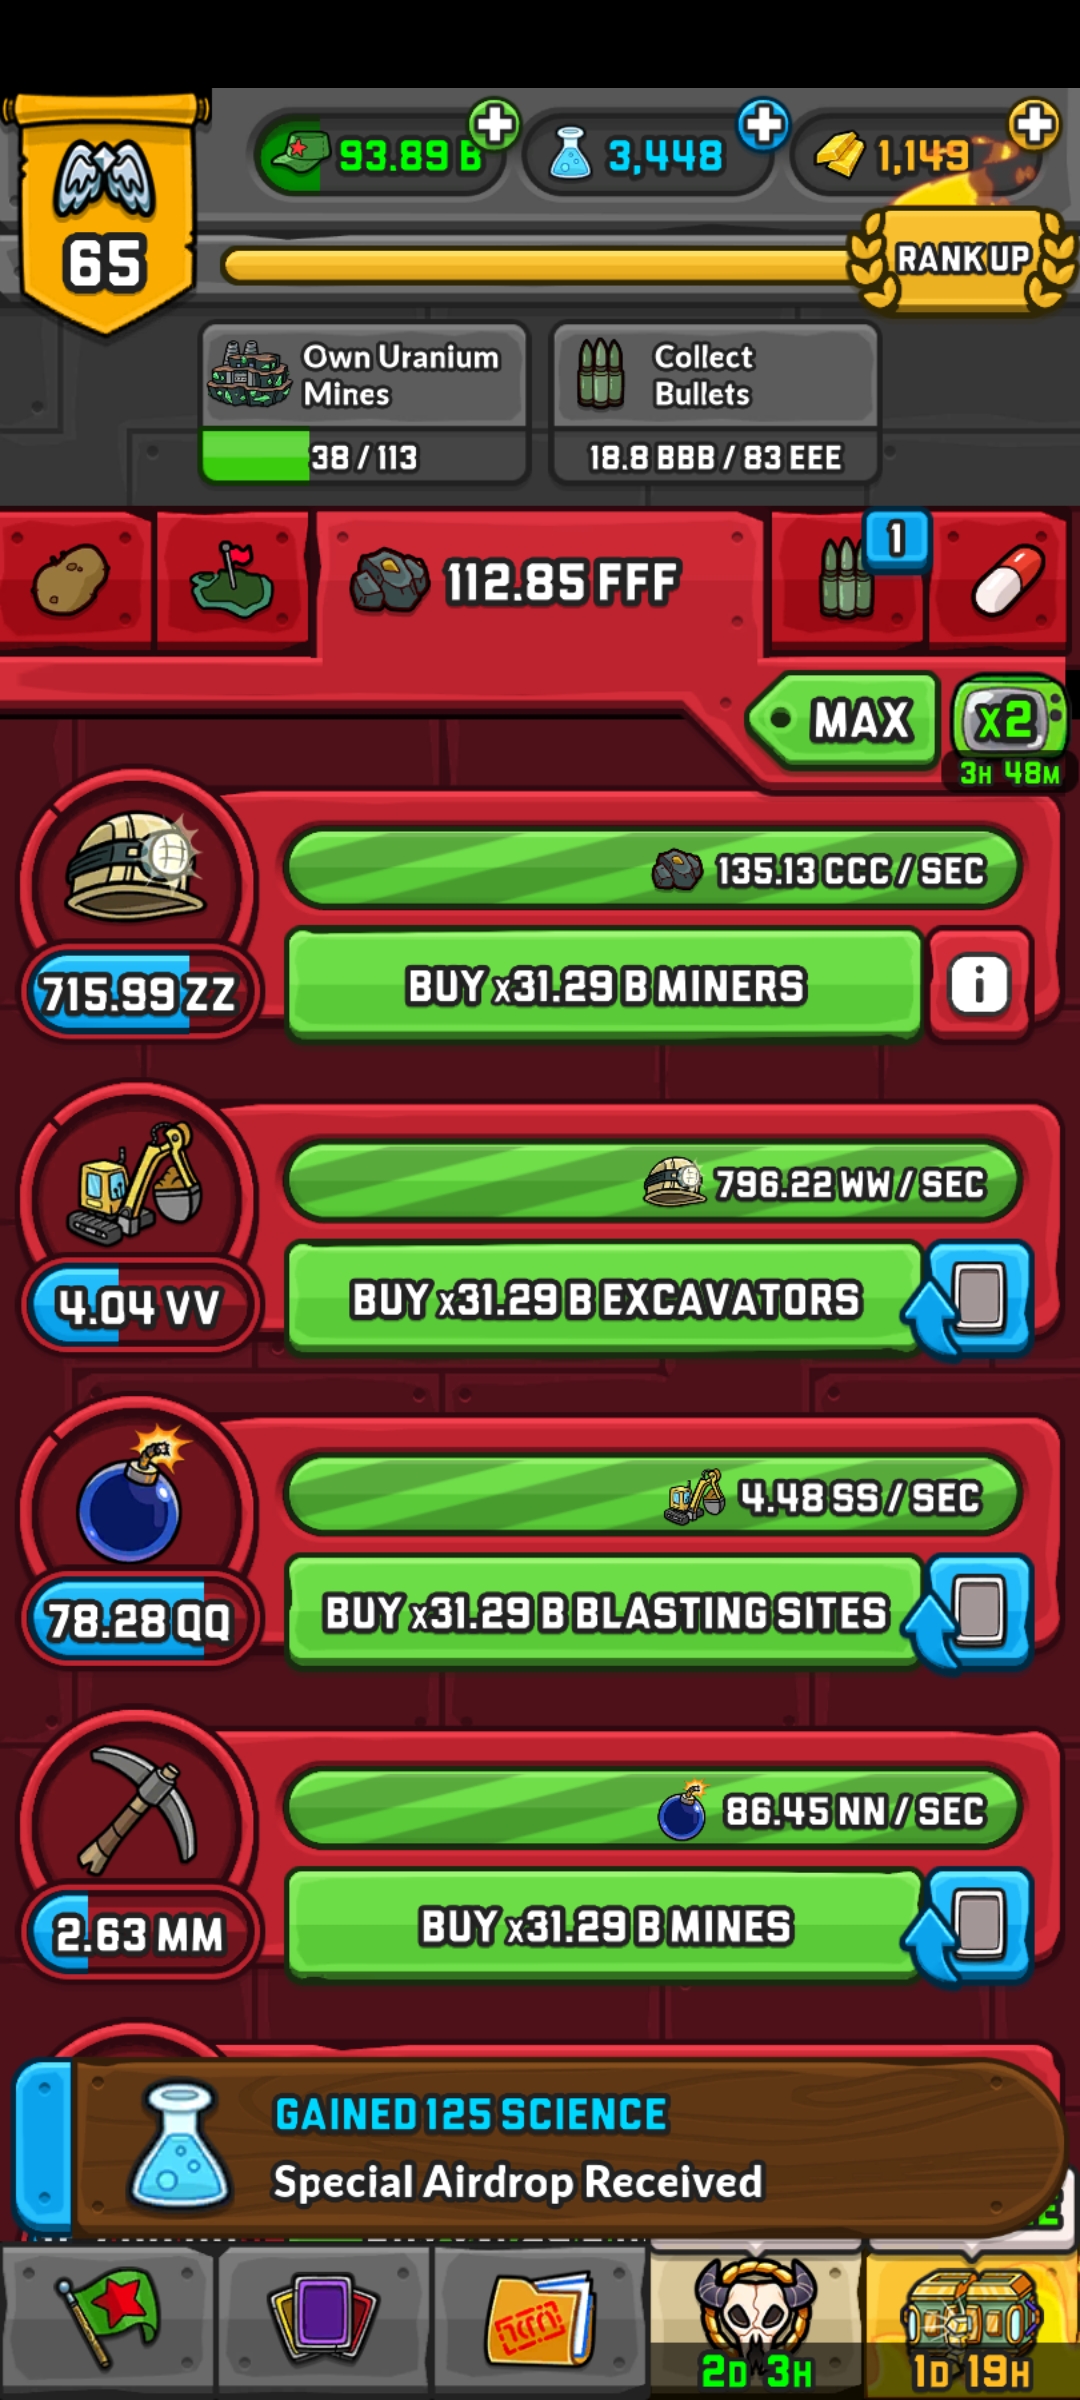 93.89 B
3,448
1,149
65
RANK UP
Own Uranium
Mines
38 / 113
Collect
Bullets
18.8 BBB / 83 EEE
112.85 FFF
1
MAX
x2
3H 48M
135.13 CCC / SEC
715.99 ZZ
BUY x31.29 B MINERS
i
796.22 WW / SEC
4.04 VV
BUY x31.29 B EXCAVATORS
4.48 SS / SEC
78.28 QQ
BUY x31.29 B BLASTING SITES
86.45 NN / SEC
2.63 MM
BUY x31.29 B MINES
GAINED 125 SCIENCE
Special Airdrop Received
2D 3H
1D 19H